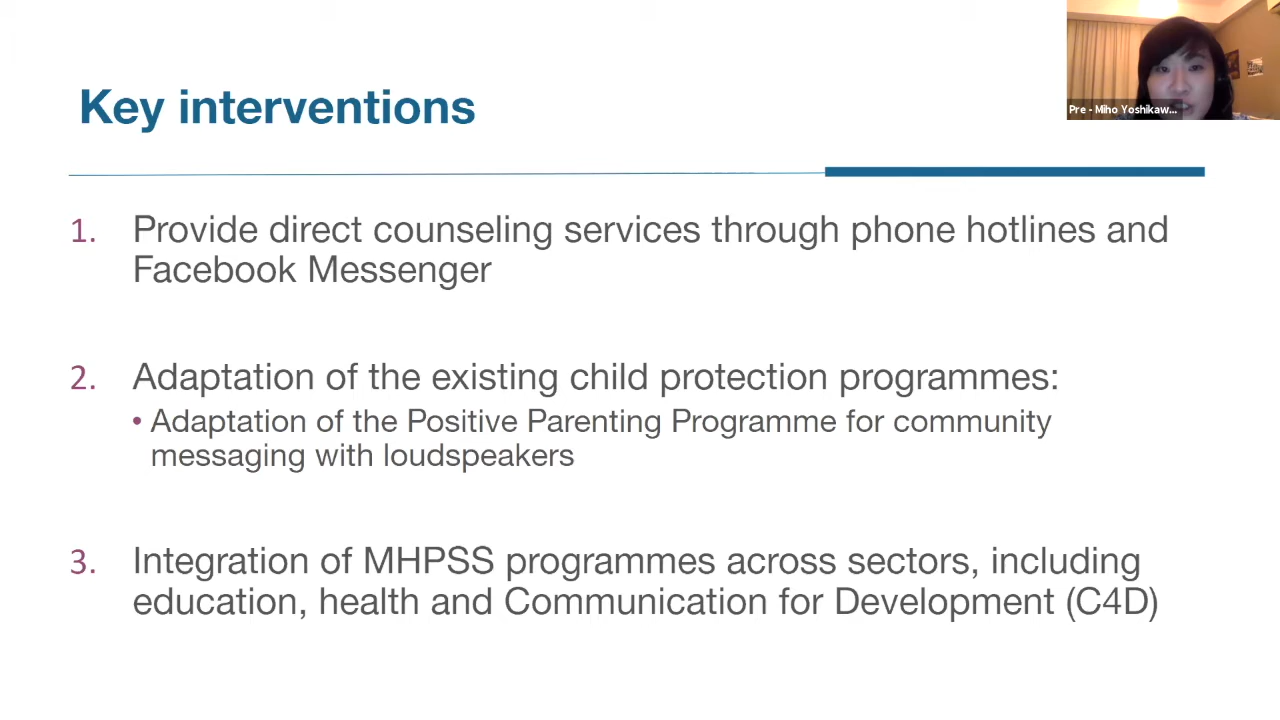 Key interventions
Pre - Miho Yoshikaw...
1. Provide direct counseling services through phone hotlines and
Facebook Messenger
2. Adaptation of the existing child protection programmes:
• Adaptation of the Positive Parenting Programme for community
messaging with loudspeakers
3. Integration of MHPSS programmes across sectors, including
education, health and Communication for Development (C4D)